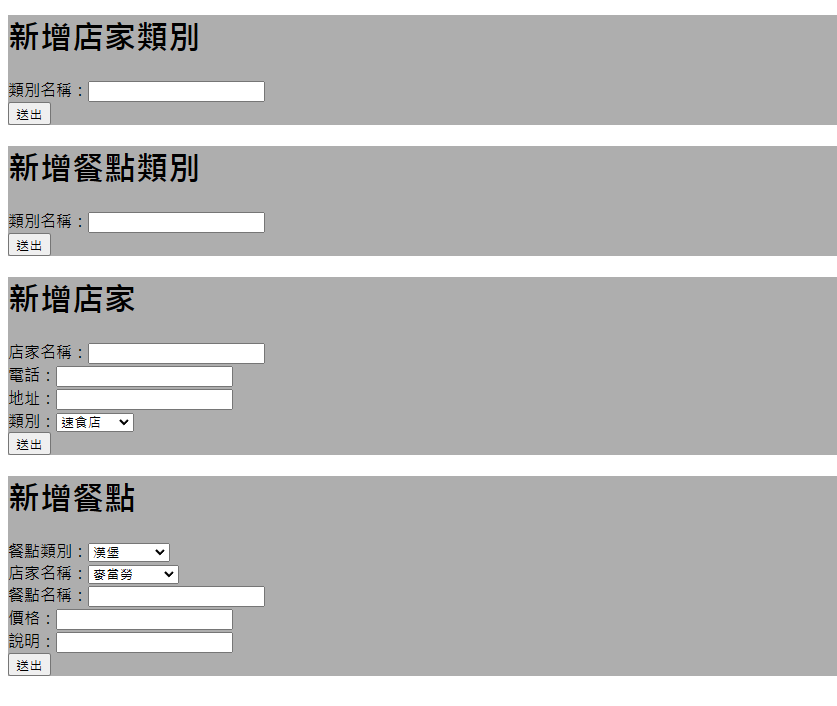 新增店家類別
類別名稱：
送出
新增餐點類別
類別名稱：
送出
新增店家
店家名稱：
電話：
地址：
類別：速食店
送出
新增餐點
餐點類別：漢堡
店家名稱：麥當勞
餐點名稱：
價格：
說明：
送出